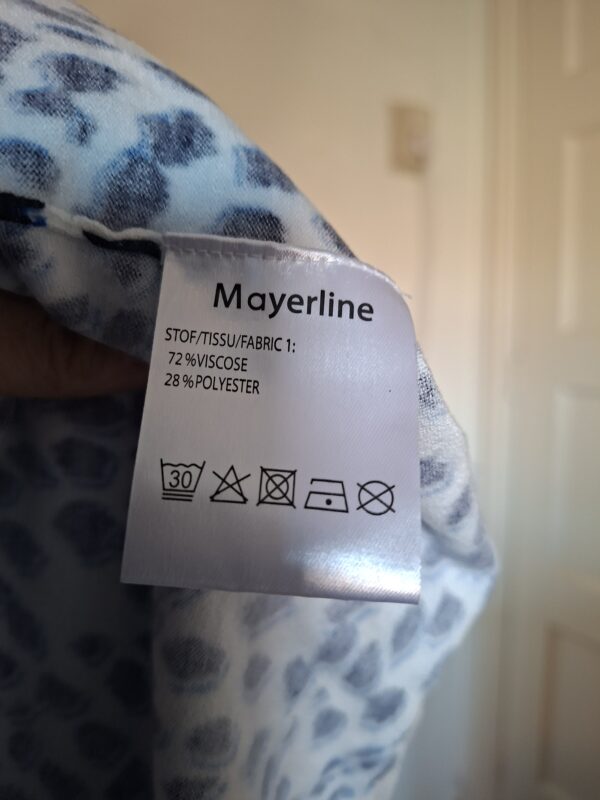 Mayerline
STOF/TISSU/FABRIC 1:
72%VISCOSE
28%POLYESTER
30